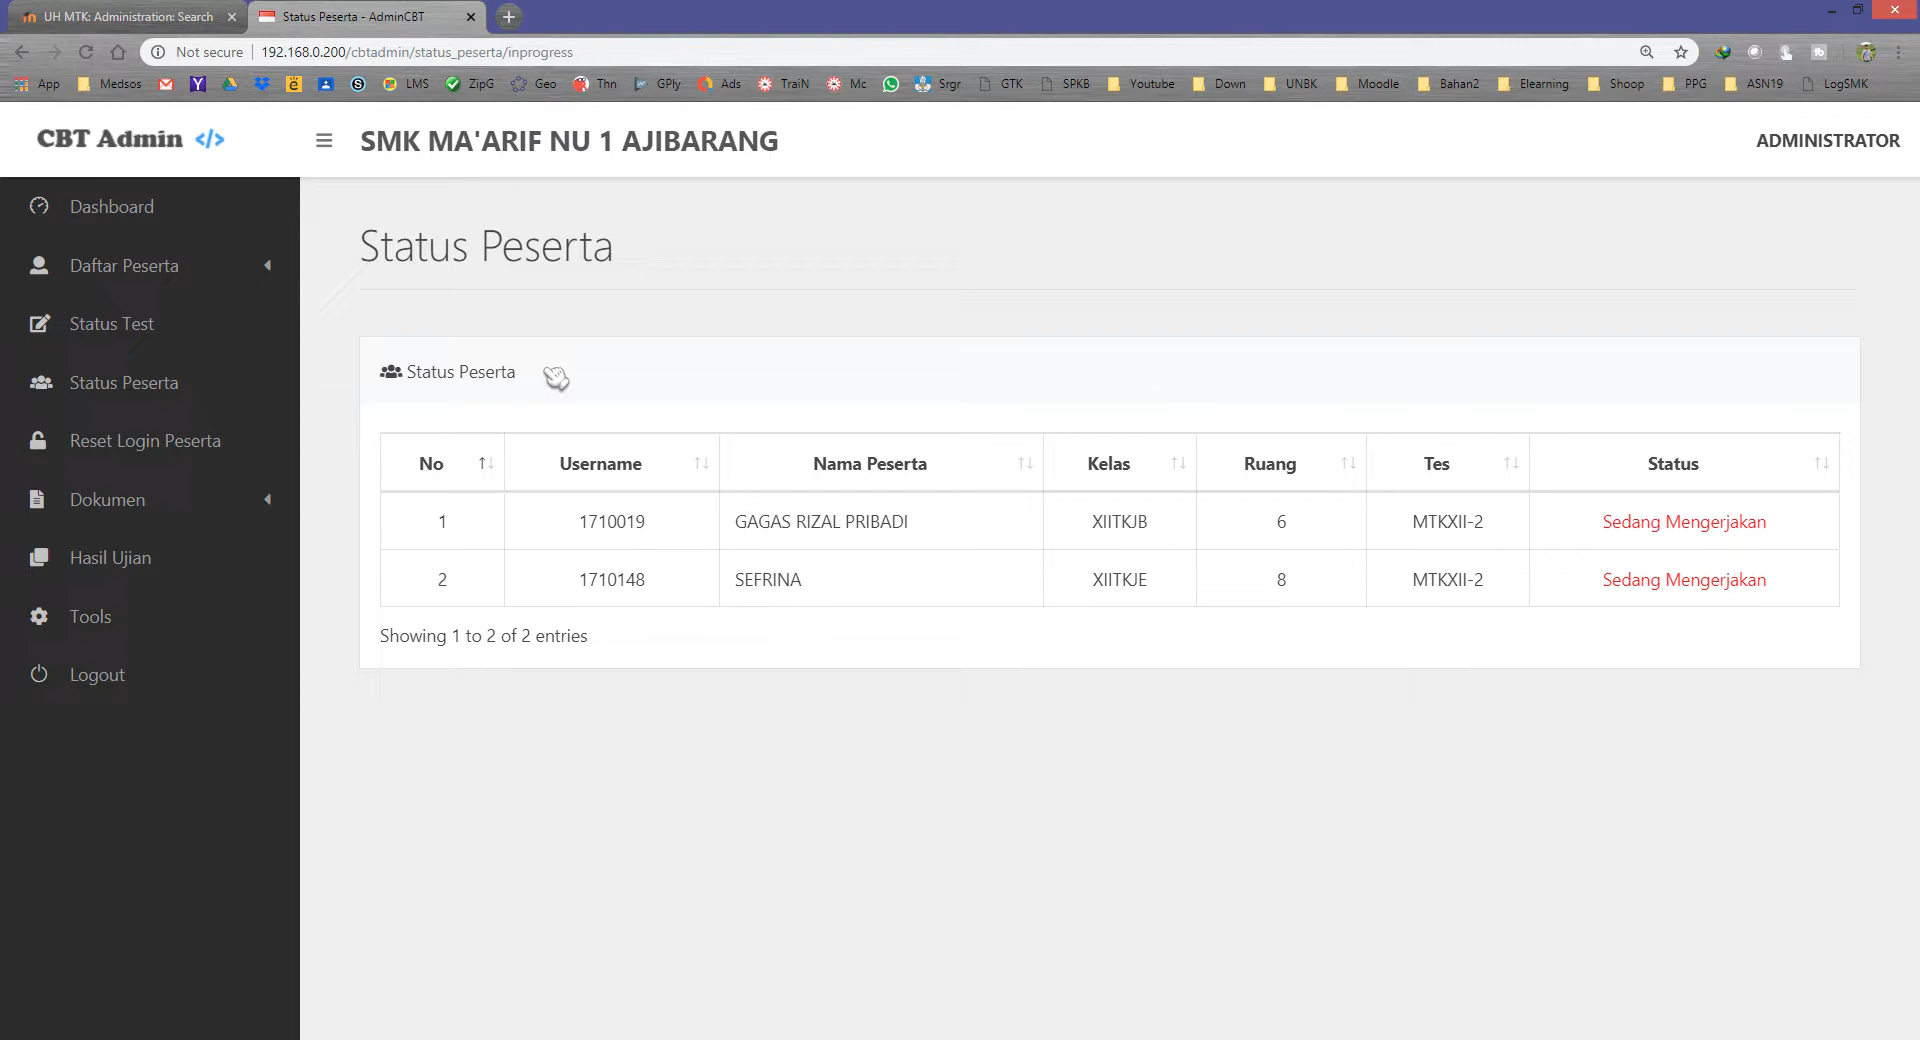 UH MTK: Administration: Search
Status Peserta - AdminCBT
Not secure 192.168.0.200/cbtadmin/status_peserta/inprogress
App Medsos LMS ZipG Geo Thn GPly Ads TraiN Mc Srgr GTK SPKB Youtube Down UNBK Moodle Bahan2 Elearning Shoop PPG ASN19 LogSMK
CBT Admin </> SMK MA'ARIF NU 1 AJIBARANG ADMINISTRATOR
Dashboard
Daftar Peserta
Status Test
Status Peserta
Reset Login Peserta
Dokumen
Hasil Ujian
Tools
Logout
Status Peserta
Status Peserta
No Username Nama Peserta Kelas Ruang Tes Status
1 1710019 GAGAS RIZAL PRIBADI XIITKJB 6 MTKXII-2 Sedang Mengerjakan
2 1710148 SEFRINA XIITKJE 8 MTKXII-2 Sedang Mengerjakan
Showing 1 to 2 of 2 entries